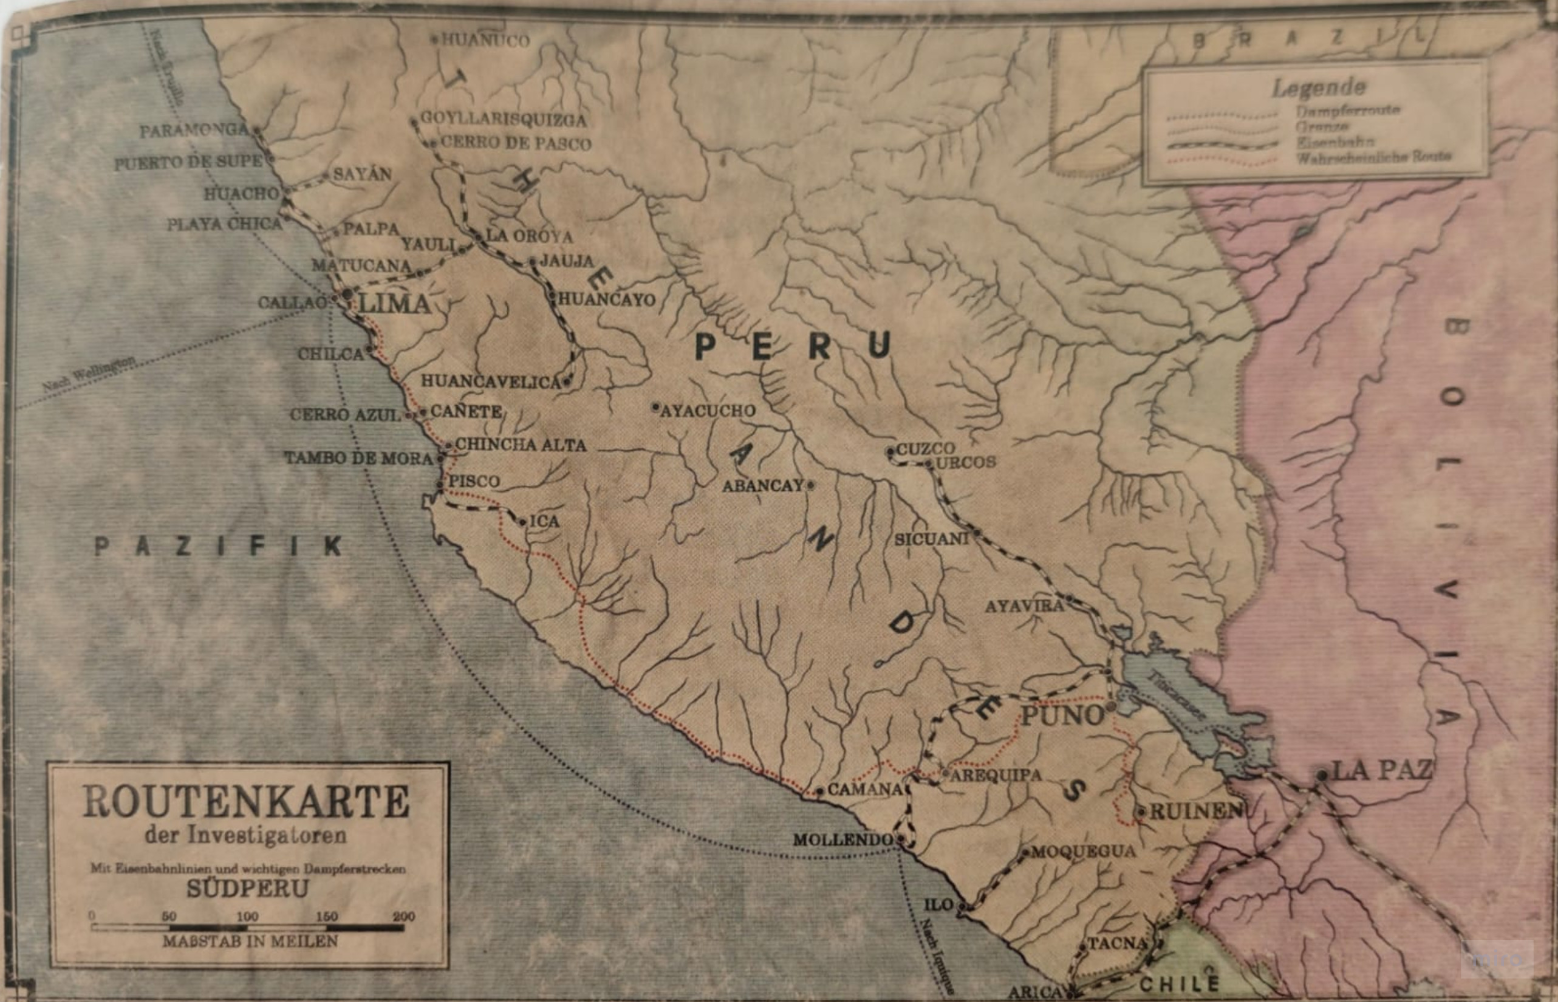 Nach Trujillo
HUANUCO
BRAZIL
Legende
Dampferroute
Grenze
Eisenbahn
Wahrscheinliche Route
GOYLLARISQUIZGA
PARAMONGA
CERRO DE PASCO
PUERTO DE SUPE
SAYÁN
HUACHO
PLAYA CHICA
PALPA
YAULI
LA OROYA
MATUCANA
JAUJA
CALLAO
LIMA
HUANCAYO
PERU
CHILCA
Nach Wellington
HUANCAVELICA
CERRO AZUL
CAÑETE
AYACUCHO
CHINCHA ALTA
TAMBO DE MORA
CUZCO
URCOS
PISCO
ABANCAY
ICA
PAZIFIK
SICUANI
THE ANDES
BOLIVIA
AYAVIRA
Titicacasee
PUNO
AREQUIPA
LA PAZ
CAMANA
RUINEN
MOLLENDO
MOQUEGUA
ILO
Nach Iquique
TACNA
ARICA
CHILE
ROUTENKARTE
der Investigatoren
Mit Eisenbahnlinien und wichtigen Dampferstrecken
SÜDPERU
0 50 100 150 200
MAßSTAB IN MEILEN